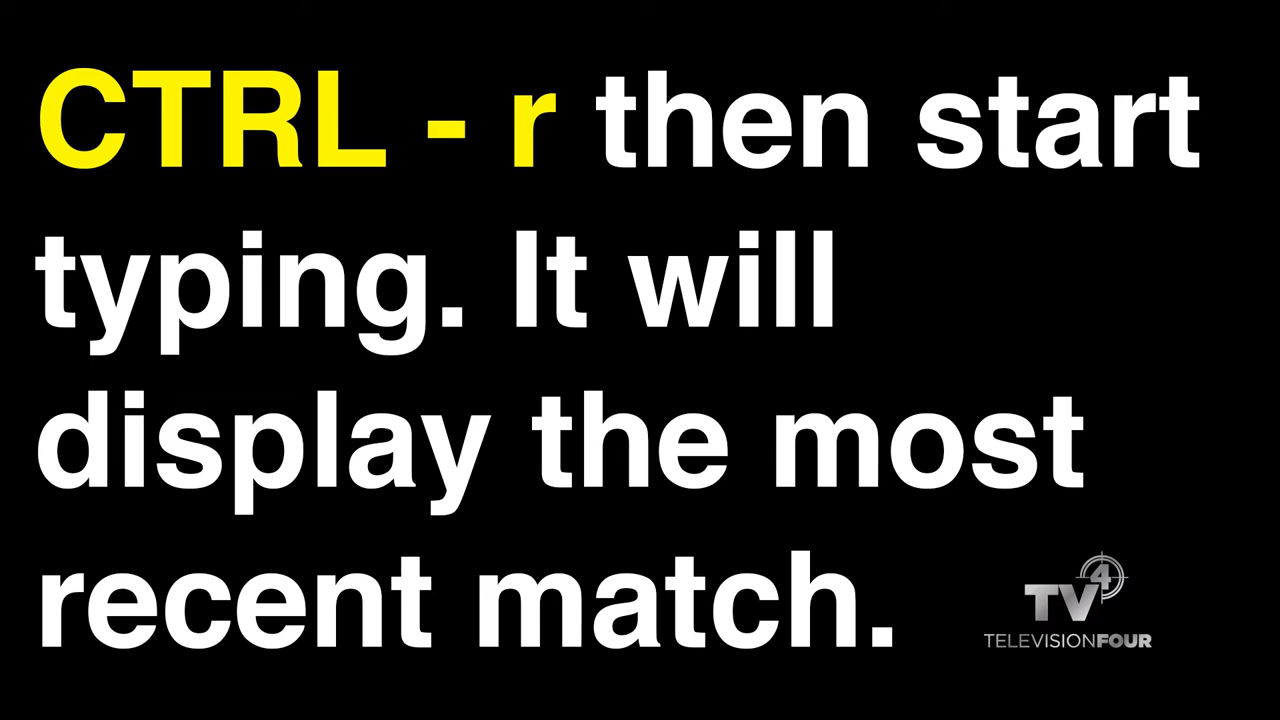 CTRL - r then start
typing. It will
display the most
recent match.
TV4
TELEVISIONFOUR